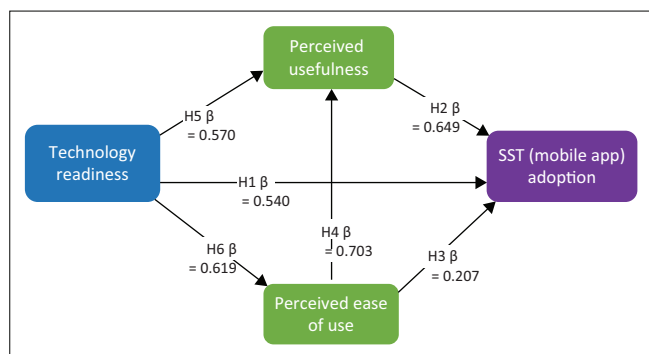 Perceived
usefulness
H5 β
= 0.570
H2 β
= 0.649
Technology
readiness
SST (mobile app)
adoption
H1 β
= 0.540
H6 β
= 0.619
H4 β
= 0.703
H3 β
= 0.207
Perceived ease
of use